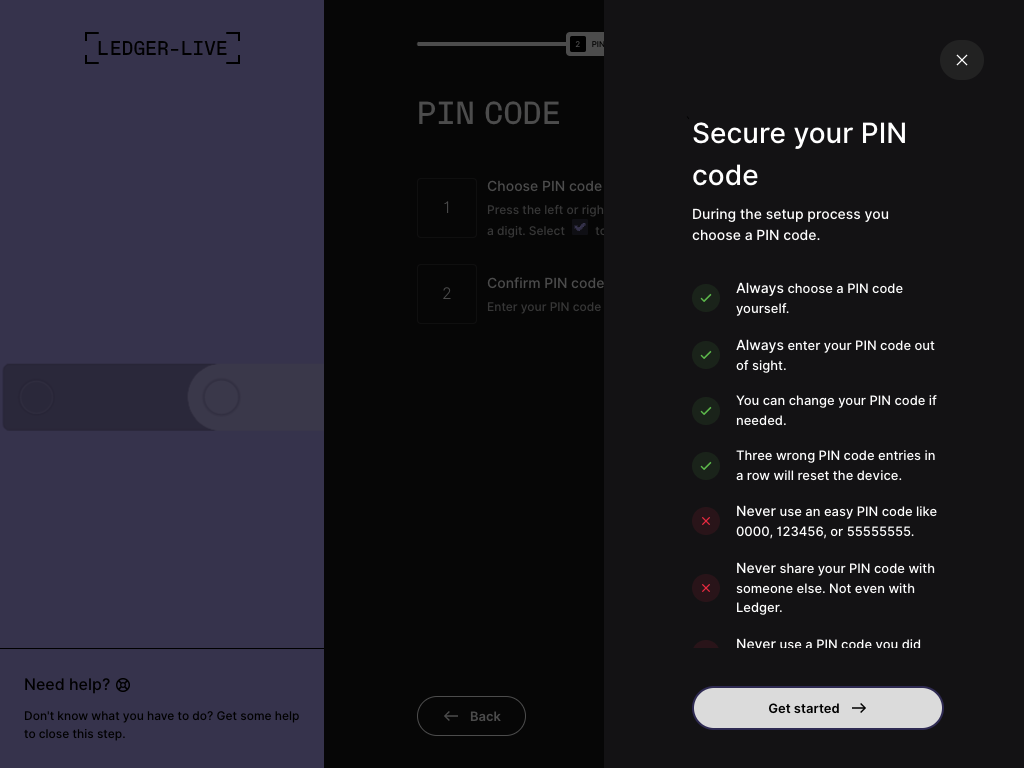 LEDGER-LIVE
Need help?
Don't know what you have to do? Get some help
to close this step.
2 PIN
PIN CODE
1
Choose PIN code
Press the left or righ
a digit. Select to
2
Confirm PIN code
Enter your PIN code
Back
Secure your PIN
code
During the setup process you
choose a PIN code.
Always choose a PIN code
yourself.
Always enter your PIN code out
of sight.
You can change your PIN code if
needed.
Three wrong PIN code entries in
a row will reset the device.
Never use an easy PIN code like
0000, 123456, or 55555555.
Never share your PIN code with
someone else. Not even with
Ledger.
Never use a PIN code you did
Get started